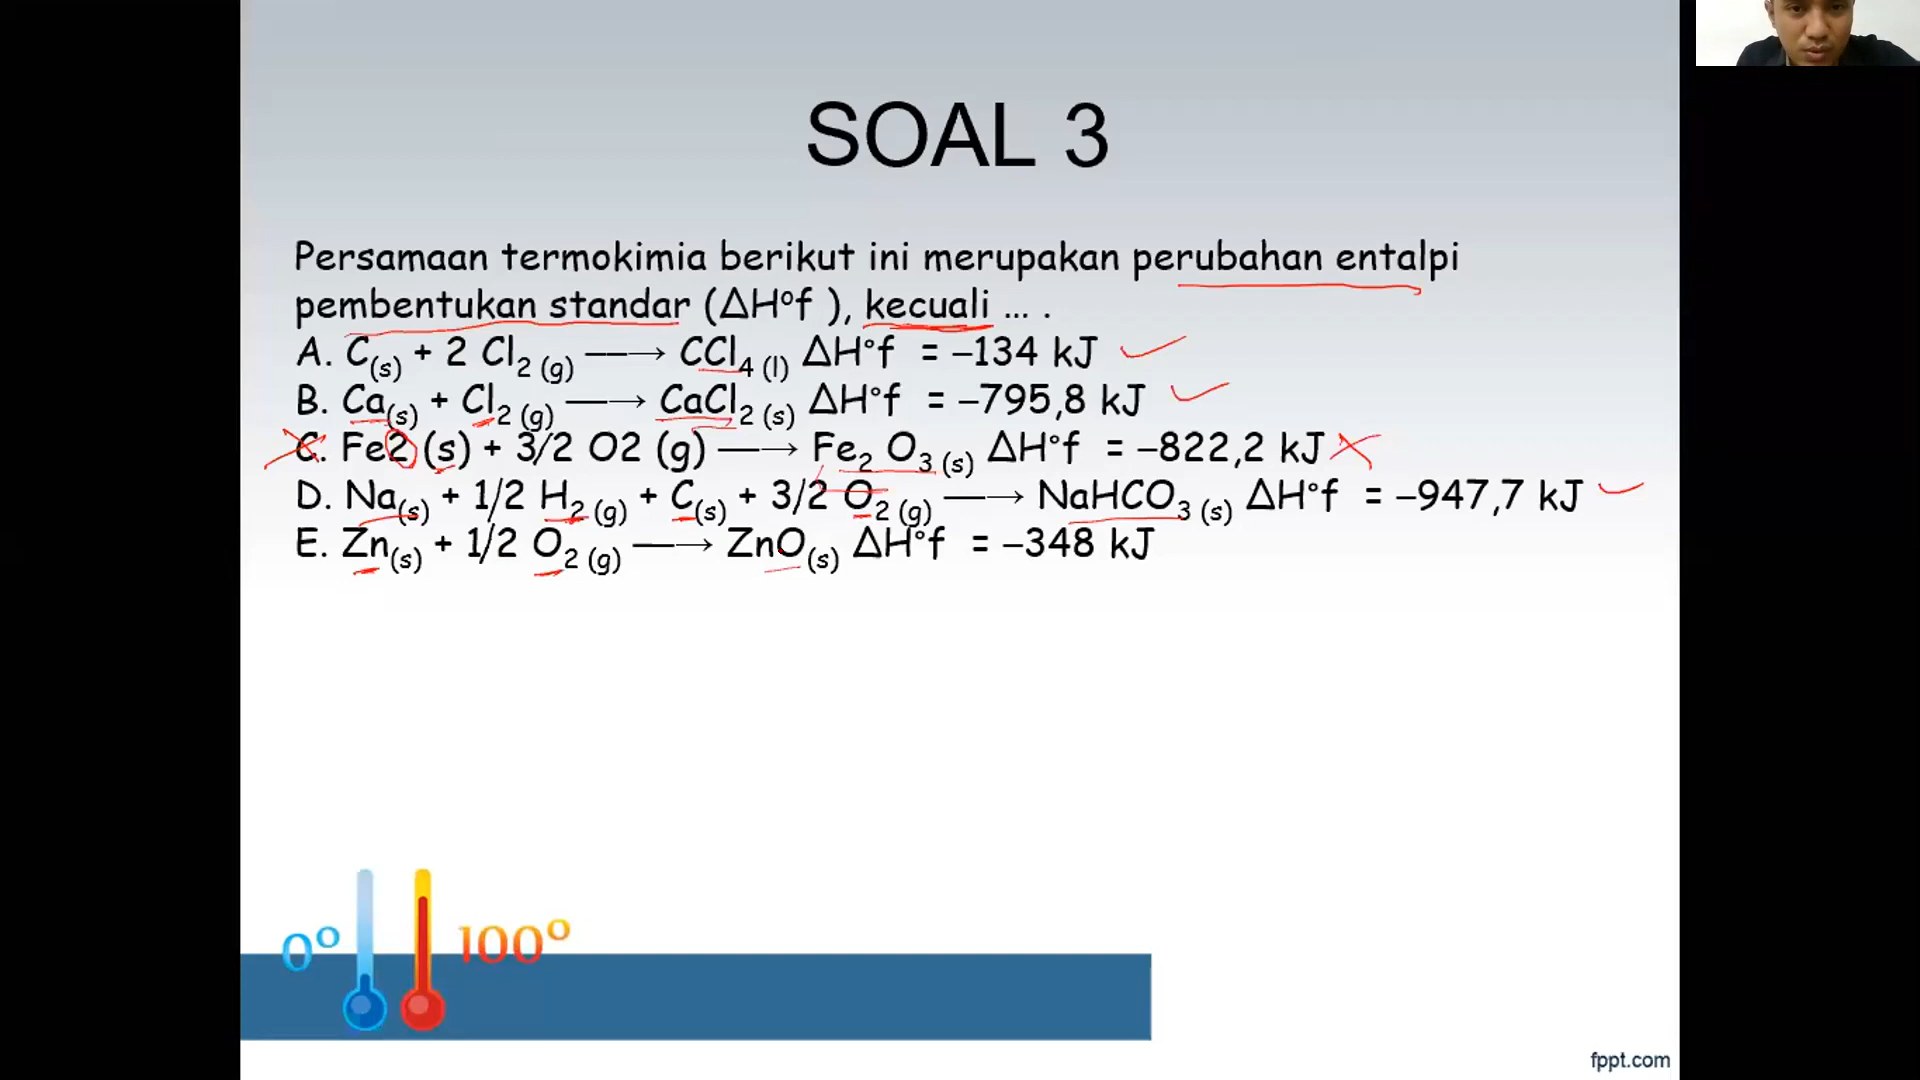 SOAL 3
Persamaan termokimia berikut ini merupakan perubahan entalpi
pembentukan standar (ΔHᵒf ), kecuali ... .
A. C(s) + 2 Cl₂ (g) ––→ CCl₄ (l) ΔH°f = –134 kJ
B. Ca(s) + Cl₂ (g) ––→ CaCl₂ (s) ΔH°f = –795,8 kJ
C. Fe2 (s) + 3/2 O2 (g) ––→ Fe₂ O₃ (s) ΔH°f = –822,2 kJ
D. Na(s) + 1/2 H₂ (g) + C(s) + 3/2 O₂ (g) ––→ NaHCO₃ (s) ΔH°f = –947,7 kJ
E. Zn(s) + 1/2 O₂ (g) ––→ ZnO(s) ΔH°f = –348 kJ
0° 100°
fppt.com